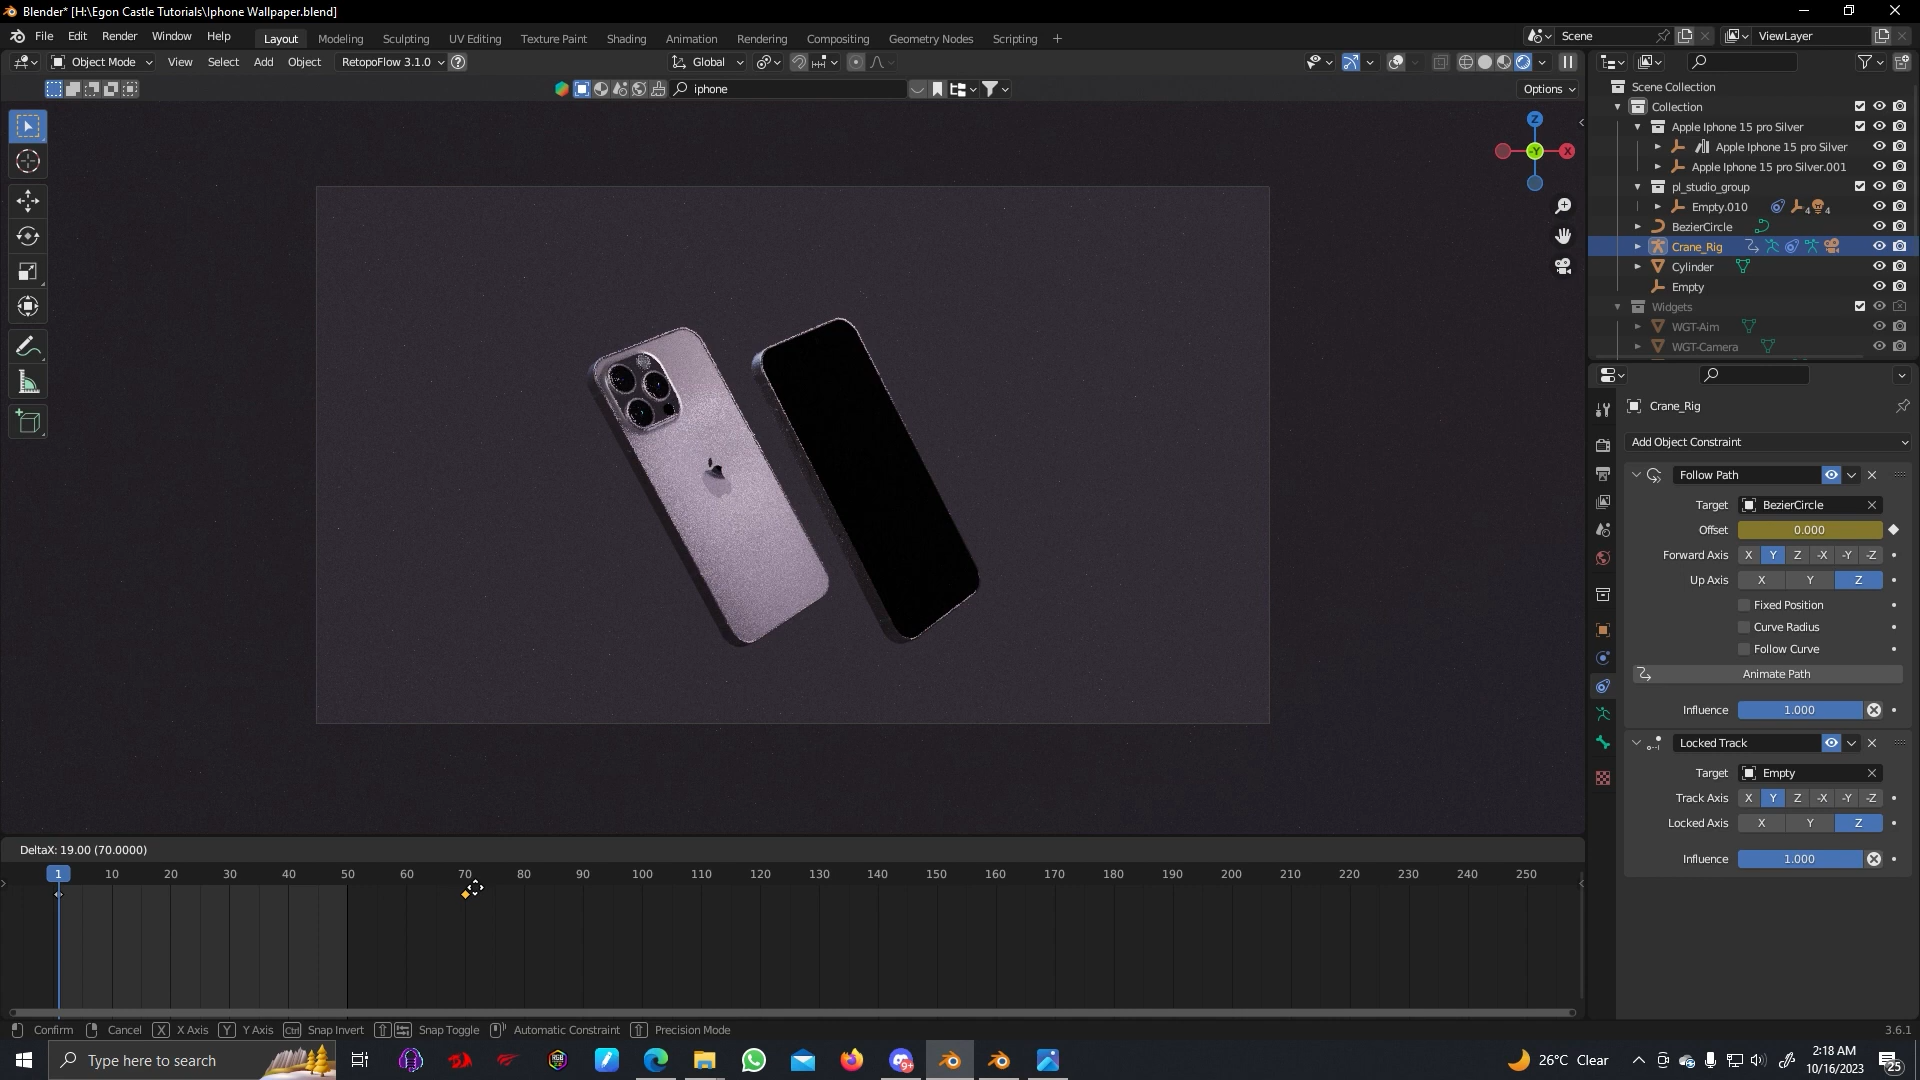 Blender* [H:\Egon Castle Tutorials\Iphone Wallpaper.blend]
File Edit Render Window Help Layout Modeling Sculpting UV Editing Texture Paint Shading Animation Rendering Compositing Geometry Nodes Scripting + Scene ViewLayer
Object Mode View Select Add Object RetopoFlow 3.1.0 Global
iphone Options
Z
-Y X
Scene Collection
Collection
Apple Iphone 15 pro Silver
Apple Iphone 15 pro Silver
Apple Iphone 15 pro Silver.001
pl_studio_group
Empty.010 4 4
BezierCircle
Crane_Rig
Cylinder
Empty
Widgets
WGT-Aim
WGT-Camera
Crane_Rig
Add Object Constraint
Follow Path
Target BezierCircle
Offset 0.000
Forward Axis X Y Z -X -Y -Z
Up Axis X Y Z
Fixed Position
Curve Radius
Follow Curve
Animate Path
Influence 1.000
Locked Track
Target Empty
Track Axis X Y Z -X -Y -Z
Locked Axis X Y Z
Influence 1.000
DeltaX: 19.00 (70.0000)
1 10 20 30 40 50 60 70 80 90 100 110 120 130 140 150 160 170 180 190 200 210 220 230 240 250
Confirm Cancel X X Axis Y Y Axis Ctrl Snap Invert Snap Toggle Automatic Constraint Precision Mode 3.6.1
Type here to search 9+ 26°C Clear 2:18 AM
10/16/2023 25